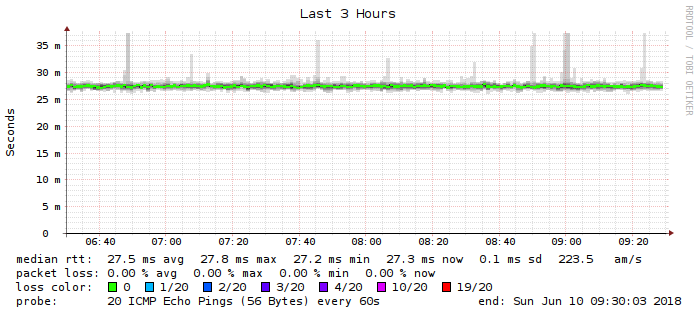 Last 3 Hours
RRDTOOL / TOBI OETIKER
Seconds
35 m
30 m
25 m
20 m
15 m
10 m
5 m
0
06:40 07:00 07:20 07:40 08:00 08:20 08:40 09:00 09:20
median rtt: 27.5 ms avg 27.8 ms max 27.2 ms min 27.3 ms now 0.1 ms sd 223.5 am/s
packet loss: 0.00 % avg 0.00 % max 0.00 % min 0.00 % now
loss color: 0 1/20 2/20 3/20 4/20 10/20 19/20
probe: 20 ICMP Echo Pings (56 Bytes) every 60s end: Sun Jun 10 09:30:03 2018